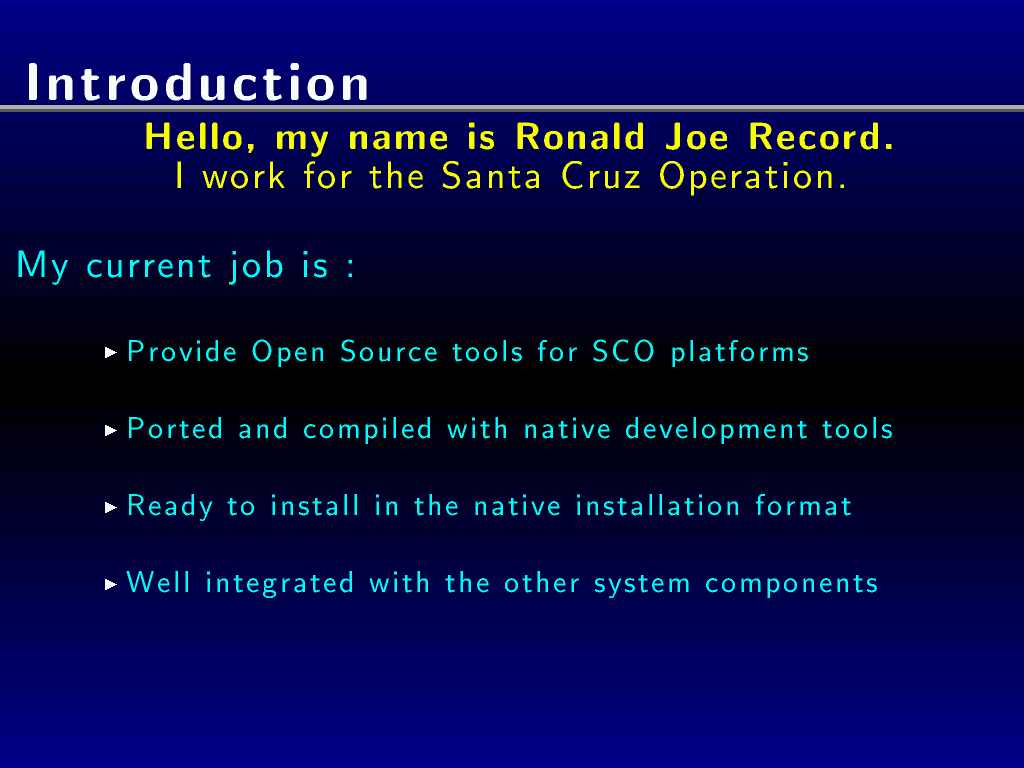 Introduction
Hello, my name is Ronald Joe Record.
I work for the Santa Cruz Operation.
My current job is :
Provide Open Source tools for SCO platforms
Ported and compiled with native development tools
Ready to install in the native installation format
Well integrated with the other system components